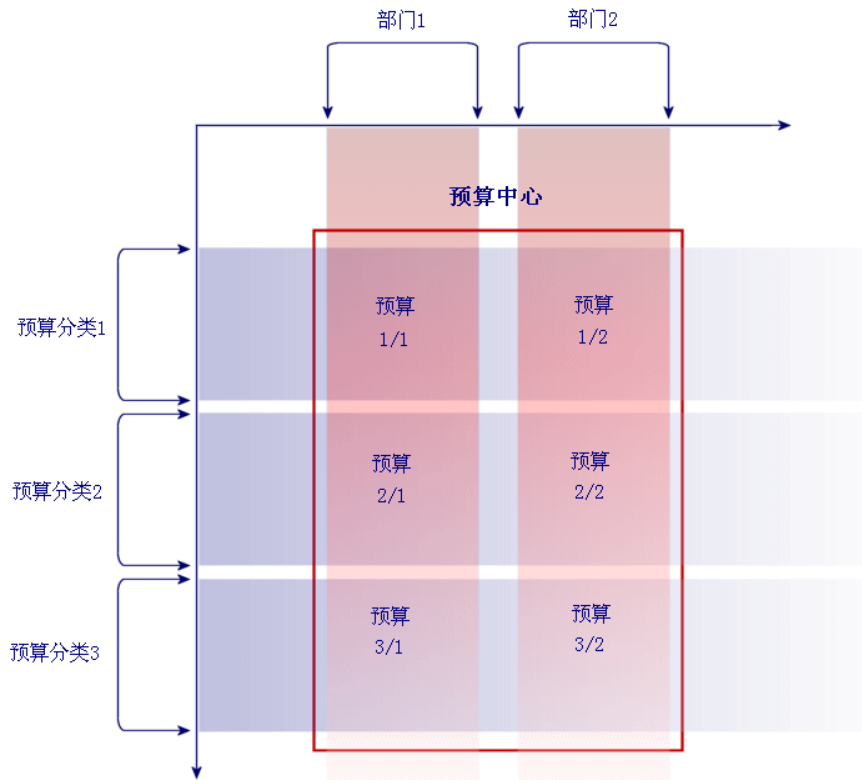 部门1
部门2
预算中心
预算分类1
预算
1/1
预算
1/2
预算分类2
预算
2/1
预算
2/2
预算分类3
预算
3/1
预算
3/2